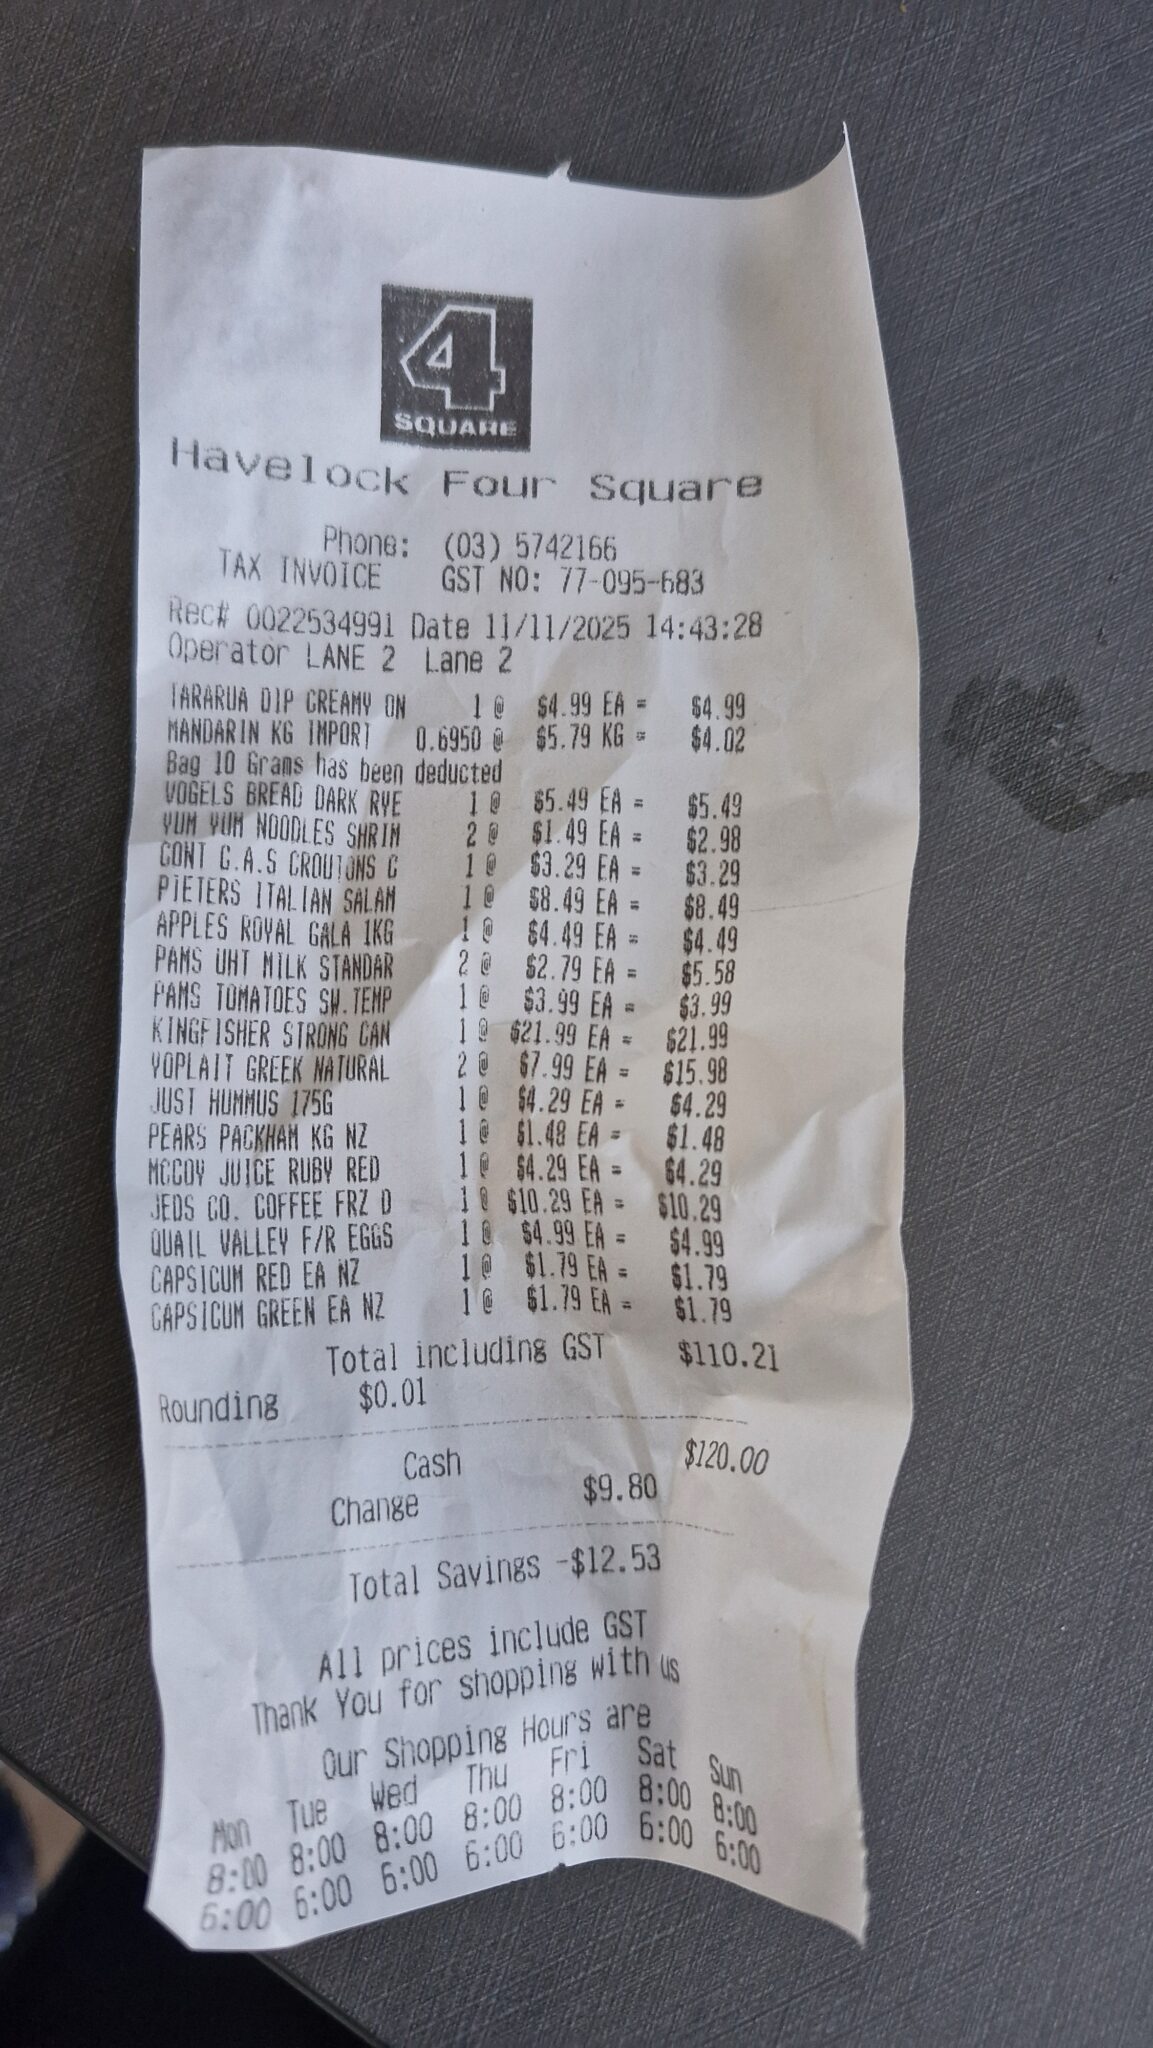 4
SQUARE
Havelock Four Square
Phone: (03) 5742166
TAX INVOICE GST NO: 77-095-683
Rec# 0022534991 Date 11/11/2025 14:43:28
Operator LANE 2 Lane 2
TARARUA DIP CREAMY ON 1 @ $4.99 EA = $4.99
MANDARIN KG IMPORT 0.6950 @ $5.79 KG = $4.02
Bag 10 Grams has been deducted
VOGELS BREAD DARK RYE 1 @ $5.49 EA = $5.49
YUM YUM NOODLES SHRIM 2 @ $1.49 EA = $2.98
CONT G.A.S CROUTONS C 1 @ $3.29 EA = $3.29
PIETERS ITALIAN SALAM 1 @ $8.49 EA = $8.49
APPLES ROYAL GALA 1KG 1 @ $4.49 EA = $4.49
PAMS UHT MILK STANDAR 2 @ $2.79 EA = $5.58
PAMS TOMATOES SW.TEMP 1 @ $3.99 EA = $3.99
KINGFISHER STRONG CAN 1 @ $21.99 EA = $21.99
YOPLAIT GREEK NATURAL 2 @ $7.99 EA = $15.98
JUST HUMMUS 175G 1 @ $4.29 EA = $4.29
PEARS PACKHAM KG NZ 1 @ $1.48 EA = $1.48
MCCOY JUICE RUBY RED 1 @ $4.29 EA = $4.29
JEDS CO. COFFEE FRZ D 1 @ $10.29 EA = $10.29
QUAIL VALLEY F/R EGGS 1 @ $4.99 EA = $4.99
CAPSICUM RED EA NZ 1 @ $1.79 EA = $1.79
CAPSICUM GREEN EA NZ 1 @ $1.79 EA = $1.79
Total including GST $110.21
Rounding $0.01
Cash $120.00
Change $9.80
Total Savings -$12.53
All prices include GST
Thank You for shopping with us
Our Shopping Hours are
Mon Tue Wed Thu Fri Sat Sun
8:00 8:00 8:00 8:00 8:00 8:00 8:00
6:00 6:00 6:00 6:00 6:00 6:00 6:00